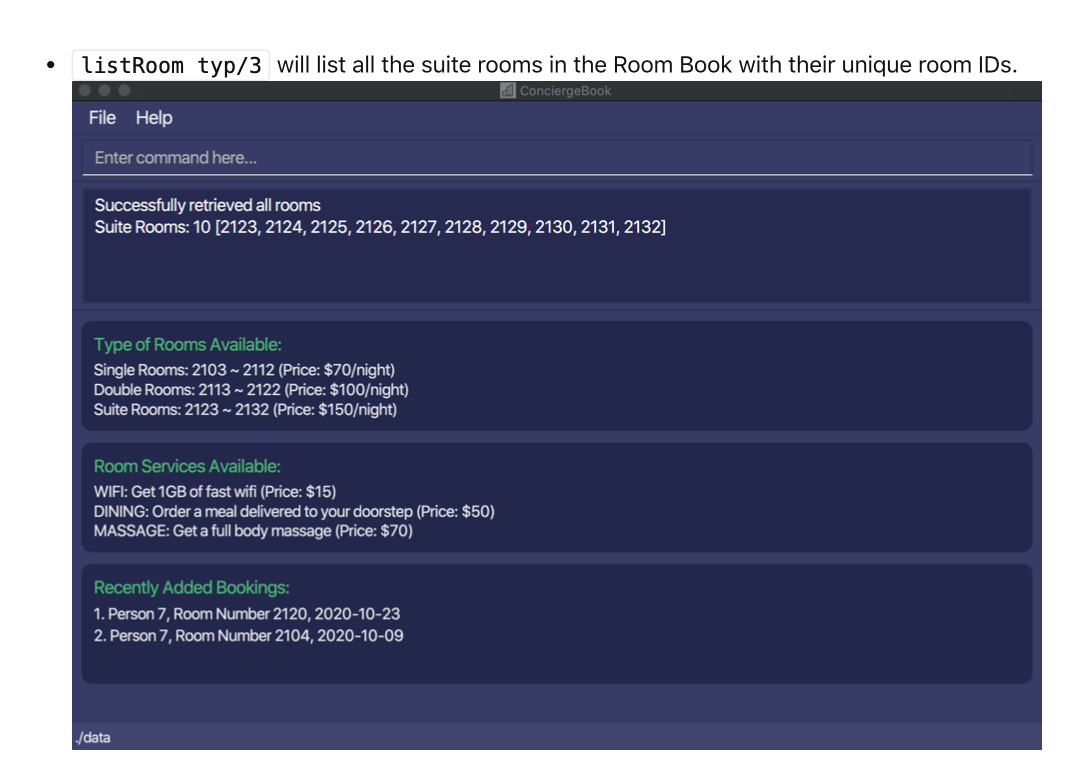 • listRoom typ/3 will list all the suite rooms in the Room Book with their unique room IDs.
ConciergeBook
File Help
Enter command here...
Successfully retrieved all rooms
Suite Rooms: 10 [2123, 2124, 2125, 2126, 2127, 2128, 2129, 2130, 2131, 2132]
Type of Rooms Available:
Single Rooms: 2103 ~ 2112 (Price: $70/night)
Double Rooms: 2113 ~ 2122 (Price: $100/night)
Suite Rooms: 2123 ~ 2132 (Price: $150/night)
Room Services Available:
WIFI: Get 1GB of fast wifi (Price: $15)
DINING: Order a meal delivered to your doorstep (Price: $50)
MASSAGE: Get a full body massage (Price: $70)
Recently Added Bookings:
1. Person 7, Room Number 2120, 2020-10-23
2. Person 7, Room Number 2104, 2020-10-09
./data